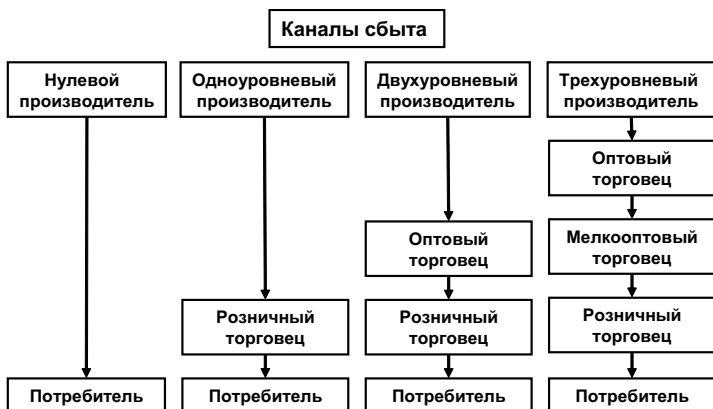 Каналы сбыта
Нулевой
производитель
Одноуровневый
производитель
Двухуровневый
производитель
Трехуровневый
производитель
Оптовый
торговец
Оптовый
торговец
Мелкооптовый
торговец
Розничный
торговец
Розничный
торговец
Розничный
торговец
Потребитель
Потребитель
Потребитель
Потребитель